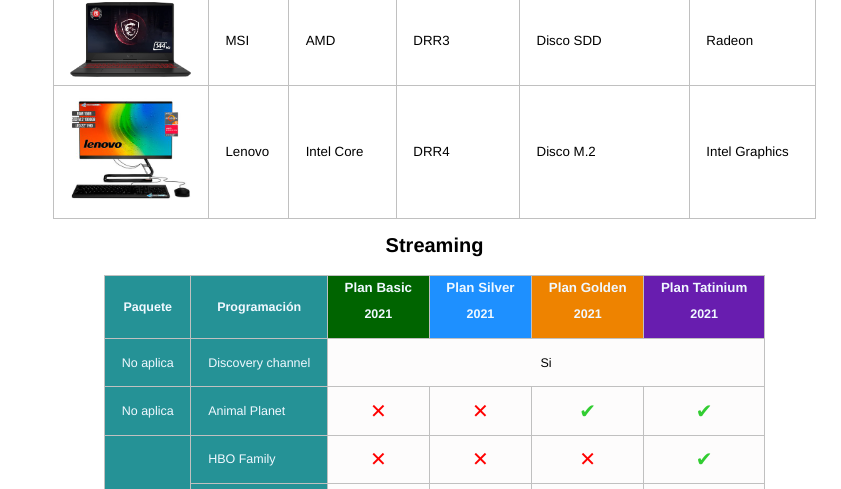 MSI AMD DRR3 Disco SDD Radeon
144
lenovo
Lenovo Intel Core DRR4 Disco M.2 Intel Graphics
Streaming
Paquete Programación Plan Basic 2021 Plan Silver 2021 Plan Golden 2021 Plan Tatinium 2021
No aplica Discovery channel Si
No aplica Animal Planet ✕ ✕ ✔ ✔
HBO Family ✕ ✕ ✕ ✔